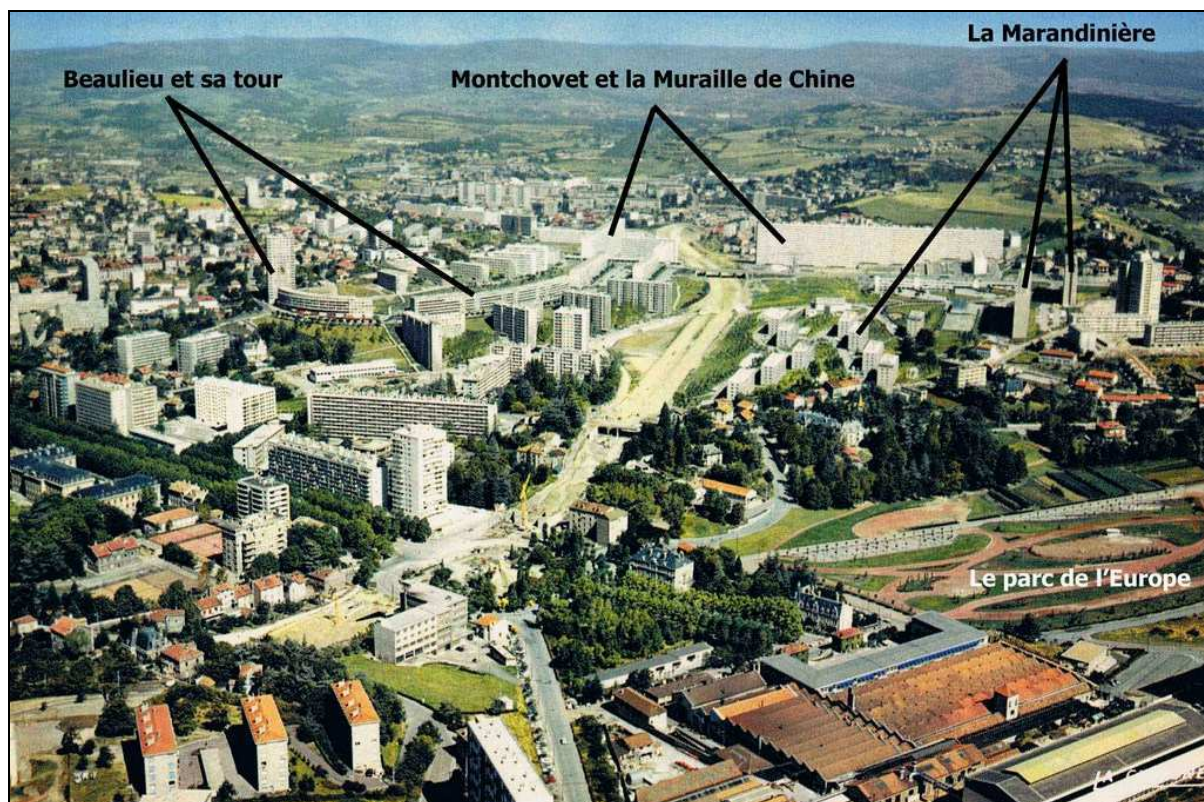 La Marandinière
Beaulieu et sa tour
Montchovet et la Muraille de Chine
Le parc de l'Europe